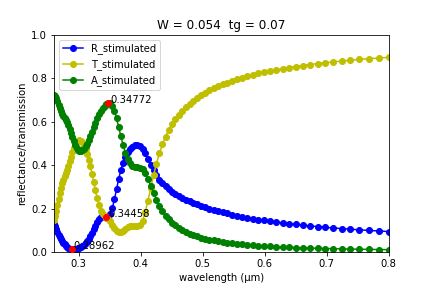 W = 0.054  tg = 0.07
R_stimulated
T_stimulated
A_stimulated
0.34772
0.34458
0.28962
reflectance/transmission
1.0
0.8
0.6
0.4
0.2
0.0
0.3
0.4
0.5
0.6
0.7
0.8
wavelength (μm)